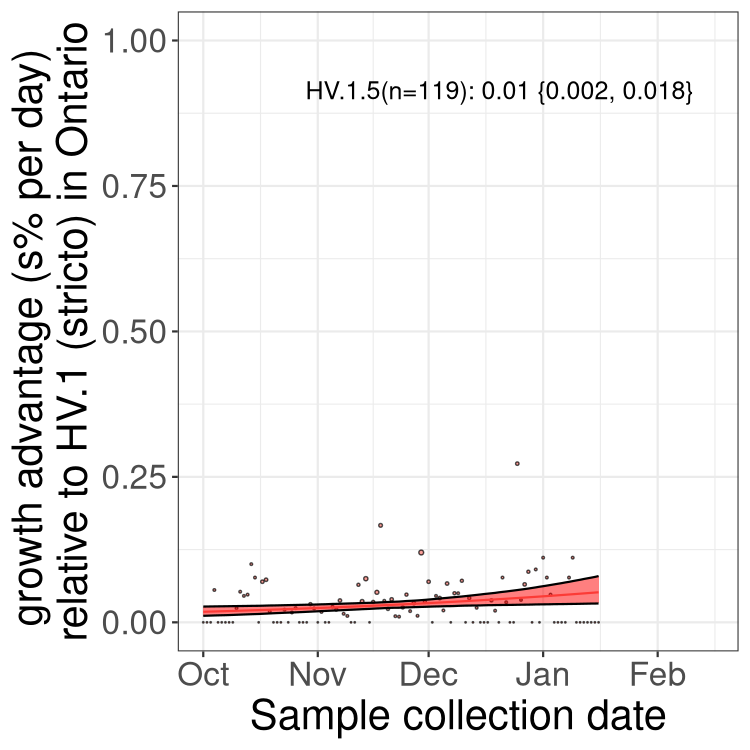 growth advantage (s% per day)
relative to HV.1 (stricto) in Ontario
1.00
0.75
0.50
0.25
0.00
HV.1.5(n=119): 0.01 {0.002, 0.018}
Oct Nov Dec Jan Feb
Sample collection date